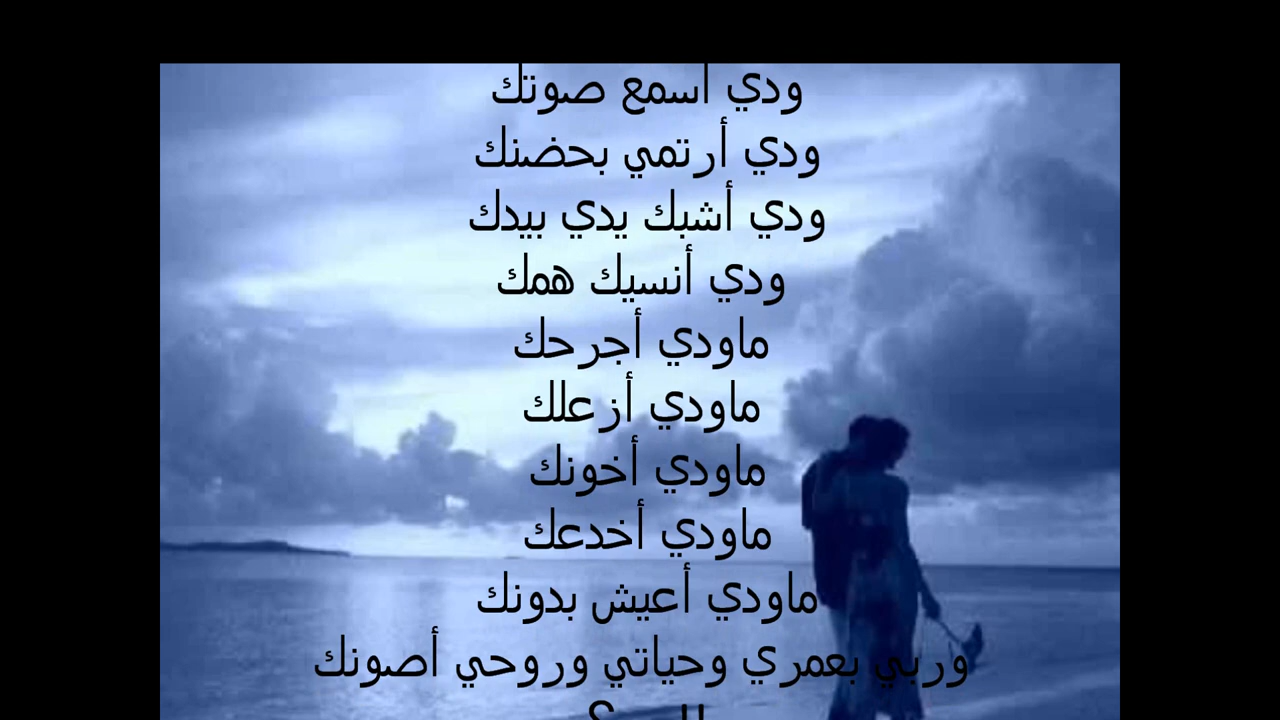 ودي أسمع صوتك
ودي أرتمي بحضنك
ودي أشبك يدي بيدك
ودي أنسيك همك
ماودي أجرحك
ماودي أزعلك
ماودي أخونك
ماودي أخدعك
ماودي أعيش بدونك
وربي بعمري وحياتي وروحي أصونك